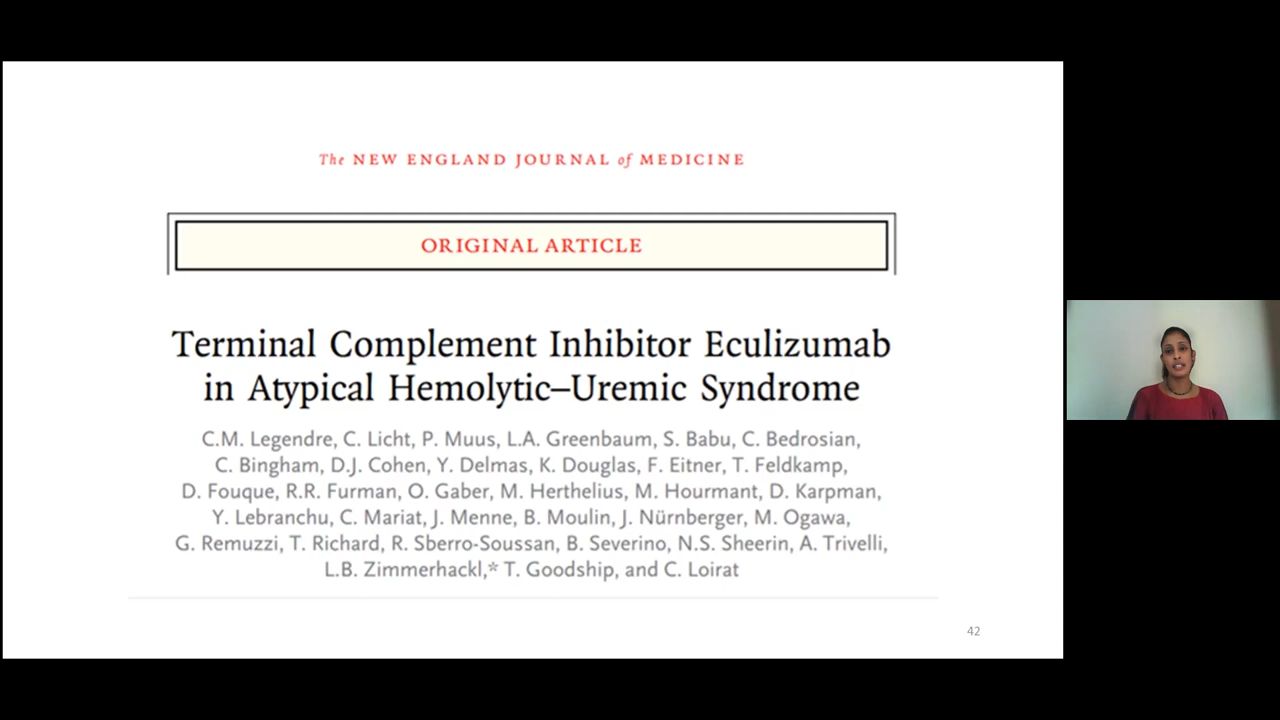 The NEW ENGLAND JOURNAL of MEDICINE
ORIGINAL ARTICLE
Terminal Complement Inhibitor Eculizumab
in Atypical Hemolytic–Uremic Syndrome
C.M. Legendre, C. Licht, P. Muus, L.A. Greenbaum, S. Babu, C. Bedrosian,
C. Bingham, D.J. Cohen, Y. Delmas, K. Douglas, F. Eitner, T. Feldkamp,
D. Fouque, R.R. Furman, O. Gaber, M. Herthelius, M. Hourmant, D. Karpman,
Y. Lebranchu, C. Mariat, J. Menne, B. Moulin, J. Nürnberger, M. Ogawa,
G. Remuzzi, T. Richard, R. Sberro-Soussan, B. Severino, N.S. Sheerin, A. Trivelli,
L.B. Zimmerhackl,* T. Goodship, and C. Loirat
42